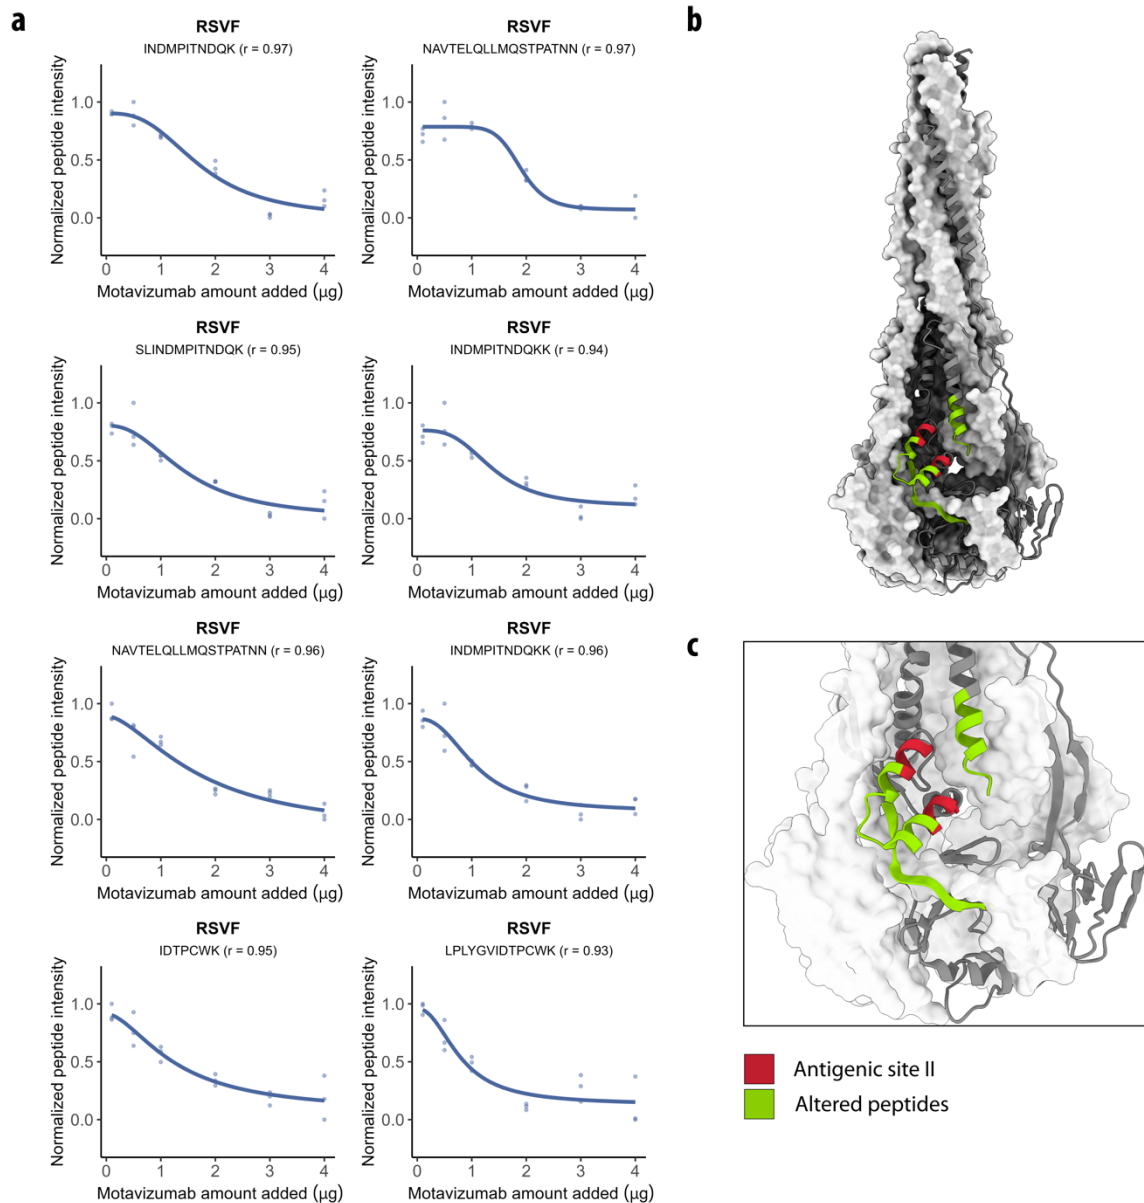 a
RSVF
INDMPITNDQK (r = 0.97)
Normalized peptide intensity
1.0
0.5
0.0
0 1 2 3 4
Motavizumab amount added (µg)
RSVF
NAVTELQLLMQSTPATNN (r = 0.97)
Normalized peptide intensity
1.0
0.5
0.0
0 1 2 3 4
Motavizumab amount added (µg)
RSVF
SLINDMPITNDQK (r = 0.95)
Normalized peptide intensity
1.0
0.5
0.0
0 1 2 3 4
Motavizumab amount added (µg)
RSVF
INDMPITNDQKK (r = 0.94)
Normalized peptide intensity
1.0
0.5
0.0
0 1 2 3 4
Motavizumab amount added (µg)
RSVF
NAVTELQLLMQSTPATNN (r = 0.96)
Normalized peptide intensity
1.0
0.5
0.0
0 1 2 3 4
Motavizumab amount added (µg)
RSVF
INDMPITNDQKK (r = 0.96)
Normalized peptide intensity
1.0
0.5
0.0
0 1 2 3 4
Motavizumab amount added (µg)
RSVF
IDTPCWK (r = 0.95)
Normalized peptide intensity
1.0
0.5
0.0
0 1 2 3 4
Motavizumab amount added (µg)
RSVF
LPLYGVIDTPCWK (r = 0.93)
Normalized peptide intensity
1.0
0.5
0.0
0 1 2 3 4
Motavizumab amount added (µg)
b
c
Antigenic site II
Altered peptides